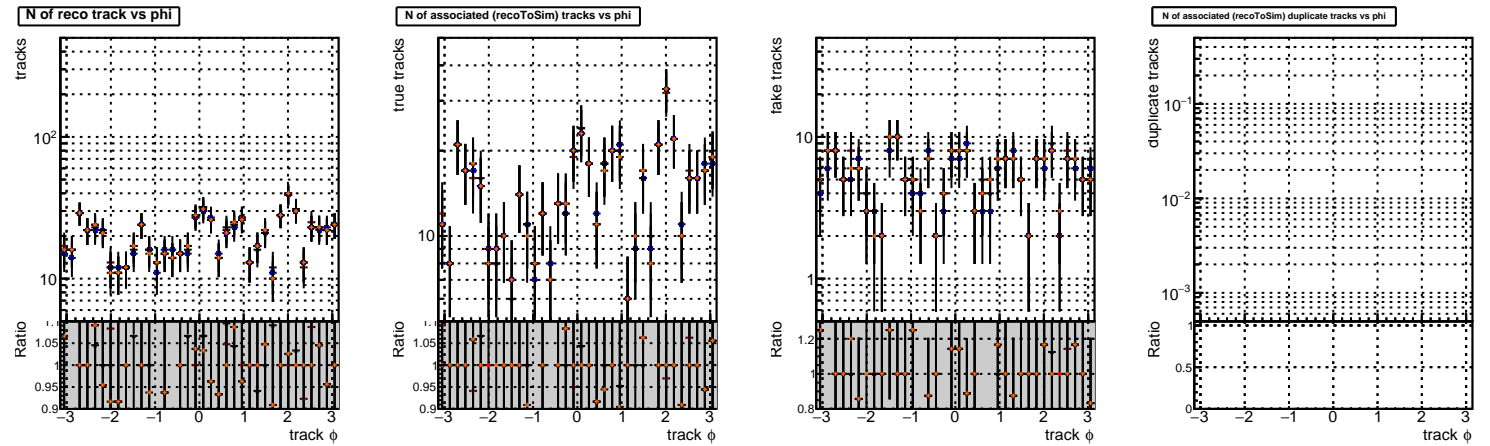 N of reco track vs phi
tracks
10²
10
Ratio
1.1
1.05
1
0.95
0.9
−3 −2 −1 0 1 2 3
track ϕ
N of associated (recoToSim) tracks vs phi
true tracks
10
Ratio
1.1
1.05
1
0.95
0.9
−3 −2 −1 0 1 2 3
track ϕ
fake tracks
10
1
Ratio
1.2
1
0.8
−3 −2 −1 0 1 2 3
track ϕ
N of associated (recoToSim) duplicate tracks vs phi
duplicate tracks
10⁻¹
10⁻²
10⁻³
Ratio
1
0.5
0
−3 −2 −1 0 1 2 3
track ϕ